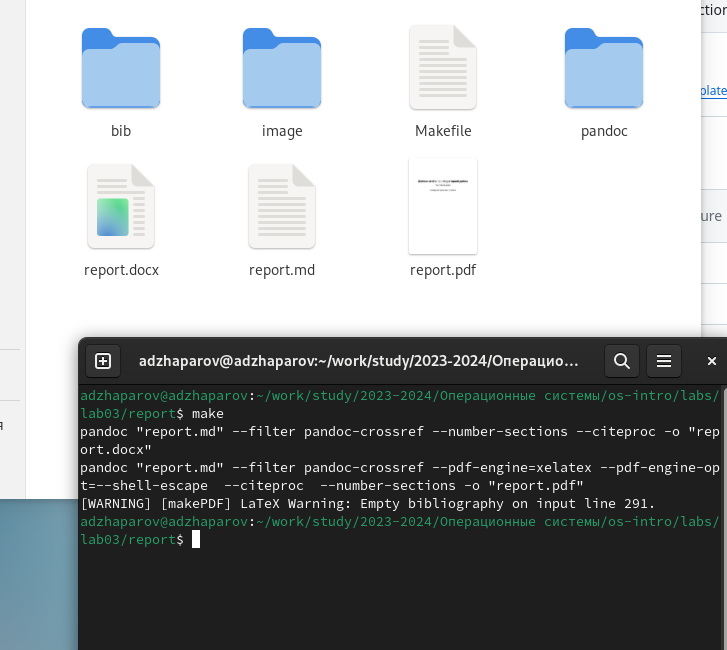 ction
bib
image
Makefile
pandoc
plate
report.docx
report.md
report.pdf
ure
adzhaparov@adzhaparov:~/work/study/2023-2024/Операцио...
adzhaparov@adzhaparov:~/work/study/2023-2024/Операционные системы/os-intro/labs/
lab03/report$ make
pandoc "report.md" --filter pandoc-crossref --number-sections --citeproc -o "rep
ort.docx"
pandoc "report.md" --filter pandoc-crossref --pdf-engine=xelatex --pdf-engine-op
t=--shell-escape  --citeproc  --number-sections -o "report.pdf"
[WARNING] [makePDF] LaTeX Warning: Empty bibliography on input line 291.
adzhaparov@adzhaparov:~/work/study/2023-2024/Операционные системы/os-intro/labs/
lab03/report$